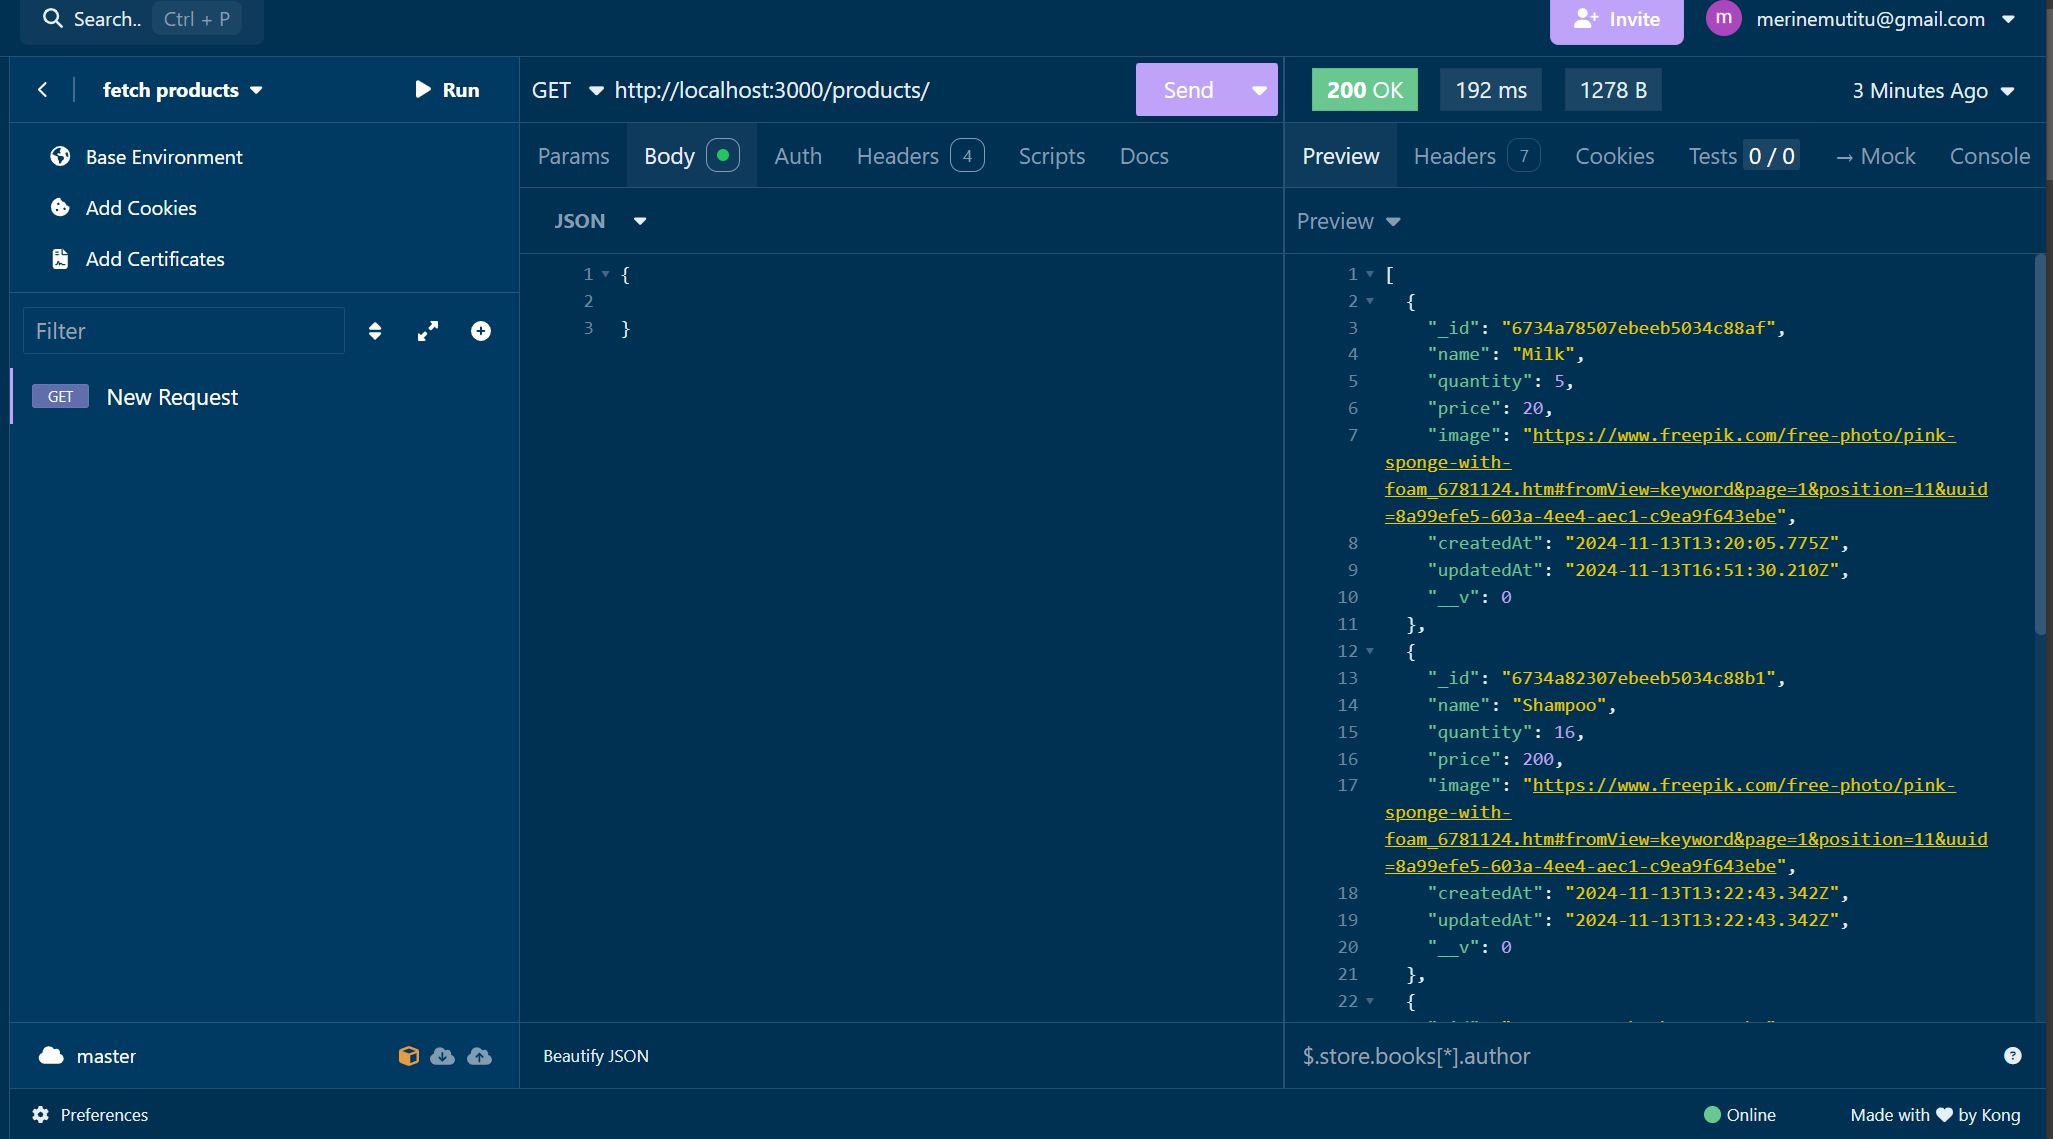 Search.. Ctrl + P
Invite
m merinemutitu@gmail.com
fetch products
Run
GET http://localhost:3000/products/
Send
200 OK 192 ms 1278 B
3 Minutes Ago
Base Environment
Add Cookies
Add Certificates
Filter
GET New Request
Params Body Auth Headers 4 Scripts Docs
JSON
1 {
2
3 }
Preview Headers 7 Cookies Tests 0 / 0 → Mock Console
Preview
1 [
2 {
3 "_id": "6734a78507ebeeb5034c88af",
4 "name": "Milk",
5 "quantity": 5,
6 "price": 20,
7 "image": "https://www.freepik.com/free-photo/pink-
sponge-with-
foam_6781124.htm#fromView=keyword&page=1&position=11&uuid
=8a99efe5-603a-4ee4-aec1-c9ea9f643ebe",
8 "createdAt": "2024-11-13T13:20:05.775Z",
9 "updatedAt": "2024-11-13T16:51:30.210Z",
10 "__v": 0
11 },
12 {
13 "_id": "6734a82307ebeeb5034c88b1",
14 "name": "Shampoo",
15 "quantity": 16,
16 "price": 200,
17 "image": "https://www.freepik.com/free-photo/pink-
sponge-with-
foam_6781124.htm#fromView=keyword&page=1&position=11&uuid
=8a99efe5-603a-4ee4-aec1-c9ea9f643ebe",
18 "createdAt": "2024-11-13T13:22:43.342Z",
19 "updatedAt": "2024-11-13T13:22:43.342Z",
20 "__v": 0
21 },
22 {
master
Beautify JSON
$.store.books[*].author
Preferences
Online
Made with ❤ by Kong